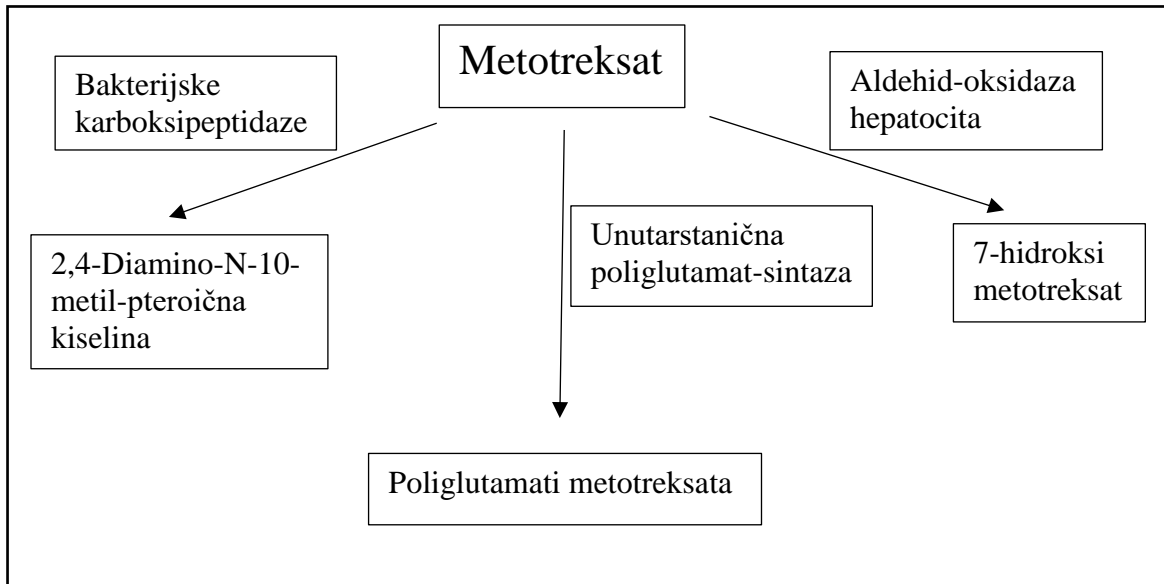 Metotreksat
Bakterijske
karboksipeptidaze
Aldehid-oksidaza
hepatocita
2,4-Diamino-N-10-
metil-pteroična
kiselina
Unutarstanična
poliglutamat-sintaza
7-hidroksi
metotreksat
Poliglutamati metotreksata